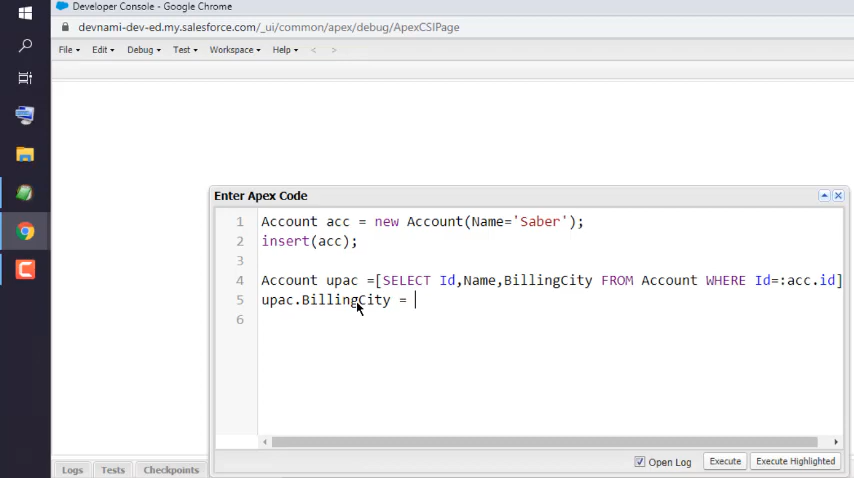 Developer Console - Google Chrome
devnami-dev-ed.my.salesforce.com/_ui/common/apex/debug/ApexCSIPage
File Edit Debug Test Workspace Help < >
Enter Apex Code
1 Account acc = new Account(Name='Saber');
2 insert(acc);
3
4 Account upac =[SELECT Id,Name,BillingCity FROM Account WHERE Id=:acc.id]
5 upac.BillingCity =
6
Open Log Execute Execute Highlighted
Logs Tests Checkpoints